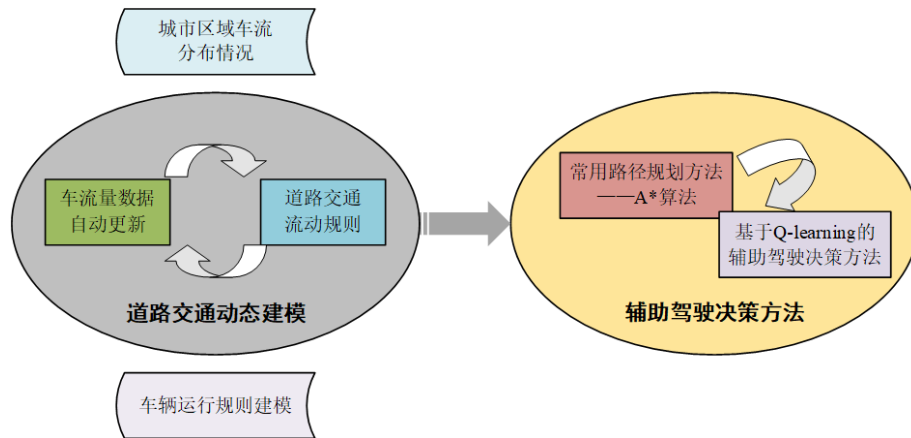 城市区域车流
分布情况
车流量数据
自动更新
道路交通
流动规则
道路交通动态建模
车辆运行规则建模
常用路径规划方法
——A*算法
基于Q-learning的
辅助驾驶决策方法
辅助驾驶决策方法